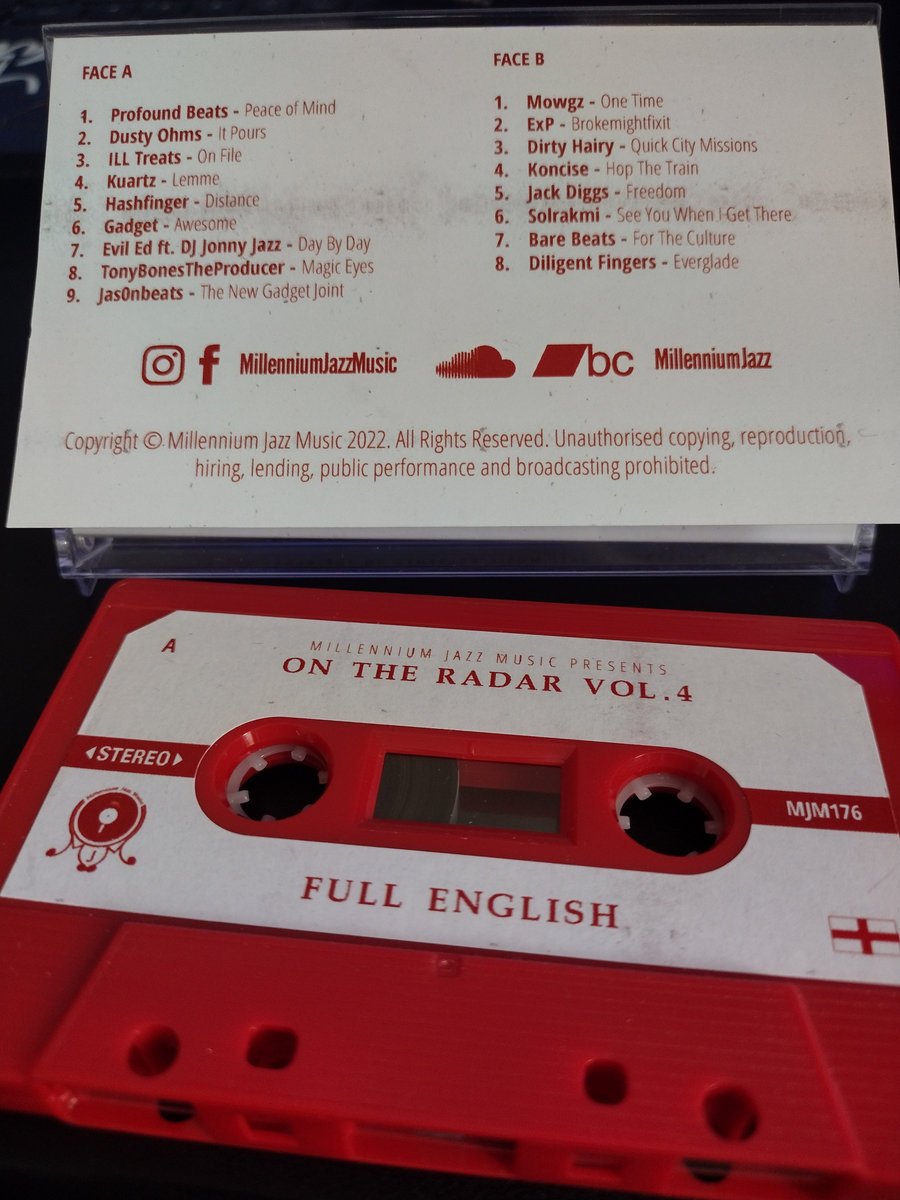 FACE A
1. Profound Beats - Peace of Mind
2. Dusty Ohms - It Pours
3. ILL Treats - On File
4. Kuartz - Lemme
5. Hashfinger - Distance
6. Gadget - Awesome
7. Evil Ed ft. DJ Jonny Jazz - Day By Day
8. TonyBonesTheProducer - Magic Eyes
9. Jas0nbeats - The New Gadget Joint
FACE B
1. Mowgz - One Time
2. ExP - Brokemightfixit
3. Dirty Hairy - Quick City Missions
4. Koncise - Hop The Train
5. Jack Diggs - Freedom
6. Solrakmi - See You When I Get There
7. Bare Beats - For The Culture
8. Diligent Fingers - Everglade
MillenniumJazzMusic
bc MillenniumJazz
Copyright © Millennium Jazz Music 2022. All Rights Reserved. Unauthorised copying, reproduction,
hiring, lending, public performance and broadcasting prohibited.
A
MILLENNIUM JAZZ MUSIC PRESENTS
ON THE RADAR VOL.4
STEREO
MJM176
J
FULL ENGLISH